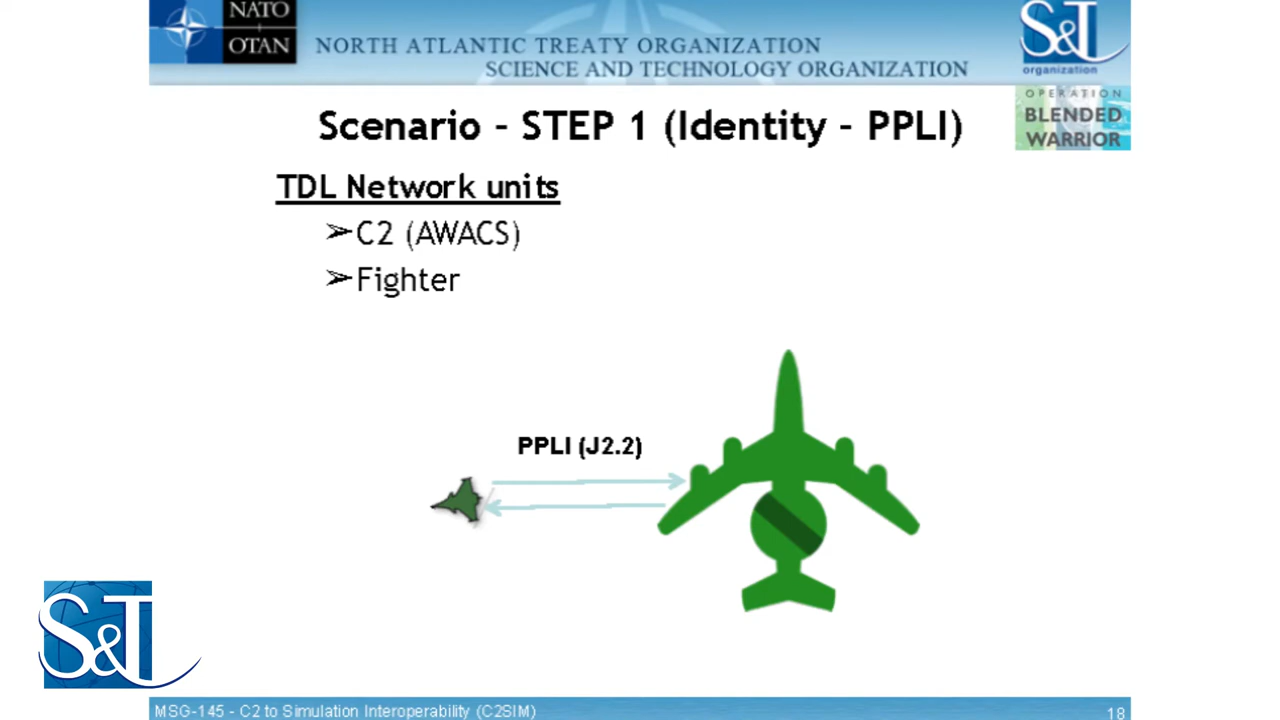 NATO
+
OTAN
NORTH ATLANTIC TREATY ORGANIZATION
SCIENCE AND TECHNOLOGY ORGANIZATION
S&T
organization
OPERATION
BLENDED
WARRIOR
Scenario - STEP 1 (Identity - PPLI)
TDL Network units
➢C2 (AWACS)
➢Fighter
PPLI (J2.2)
S&T
MSG-145 - C2 to Simulation Interoperability (C2SIM)
18